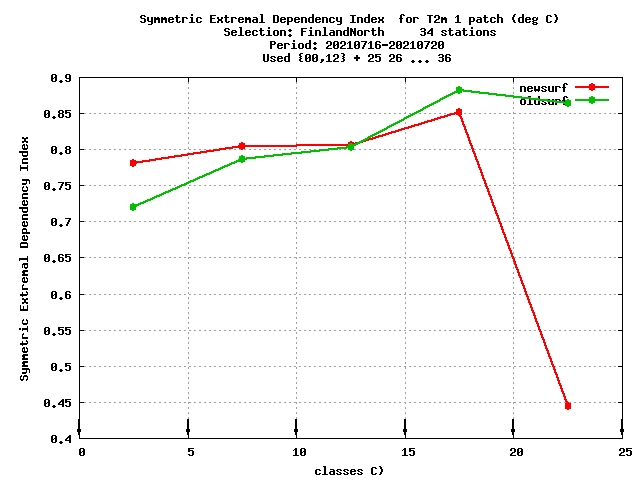 Symmetric Extremal Dependency Index  for T2m 1 patch (deg C)
Selection: FinlandNorth     34 stations
Period: 20210716-20210720
Used {00,12} + 25 26 ... 36
newsurf
oldsurf
Symmetric Extremal Dependency Index
0.9
0.85
0.8
0.75
0.7
0.65
0.6
0.55
0.5
0.45
0.4
0 5 10 15 20 25
classes C)